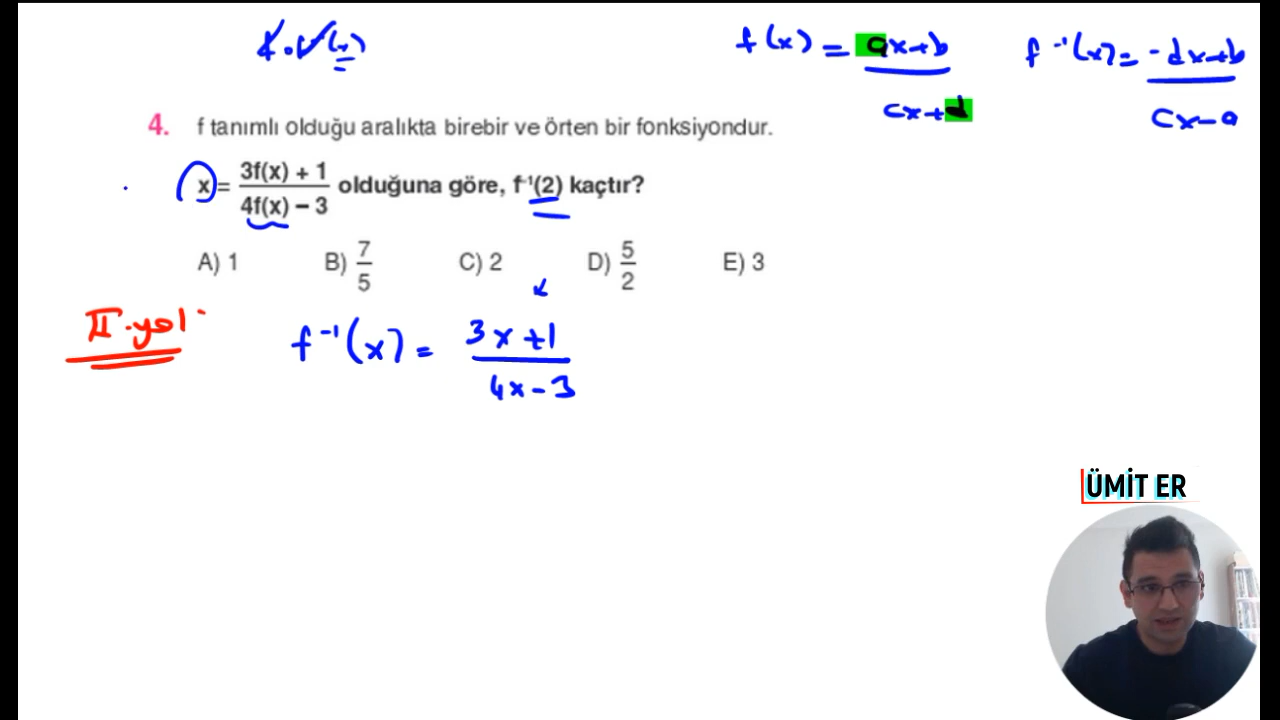 f(x) = ax+b / cx+d
f⁻¹(x) = -dx+b / cx-a
4. f tanımlı olduğu aralıkta birebir ve örten bir fonksiyondur.
x = 3f(x) + 1 / 4f(x) – 3 olduğuna göre, f⁻¹(2) kaçtır?
A) 1 B) 7/5 C) 2 D) 5/2 E) 3
II. yol
f⁻¹(x) = 3x+1 / 4x-3
ÜMİT ER